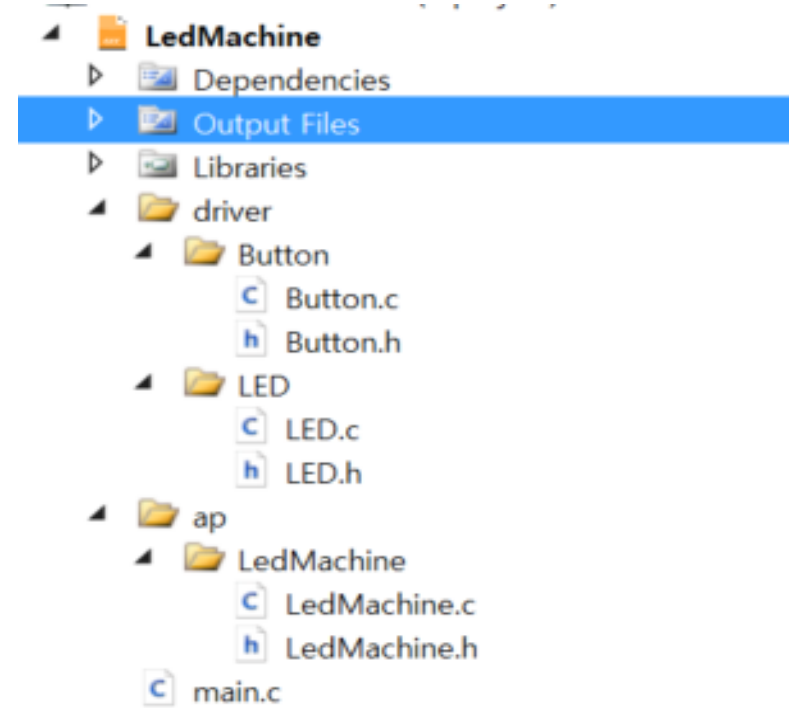 LedMachine
Dependencies
Output Files
Libraries
driver
Button
Button.c
Button.h
LED
LED.c
LED.h
ap
LedMachine
LedMachine.c
LedMachine.h
main.c